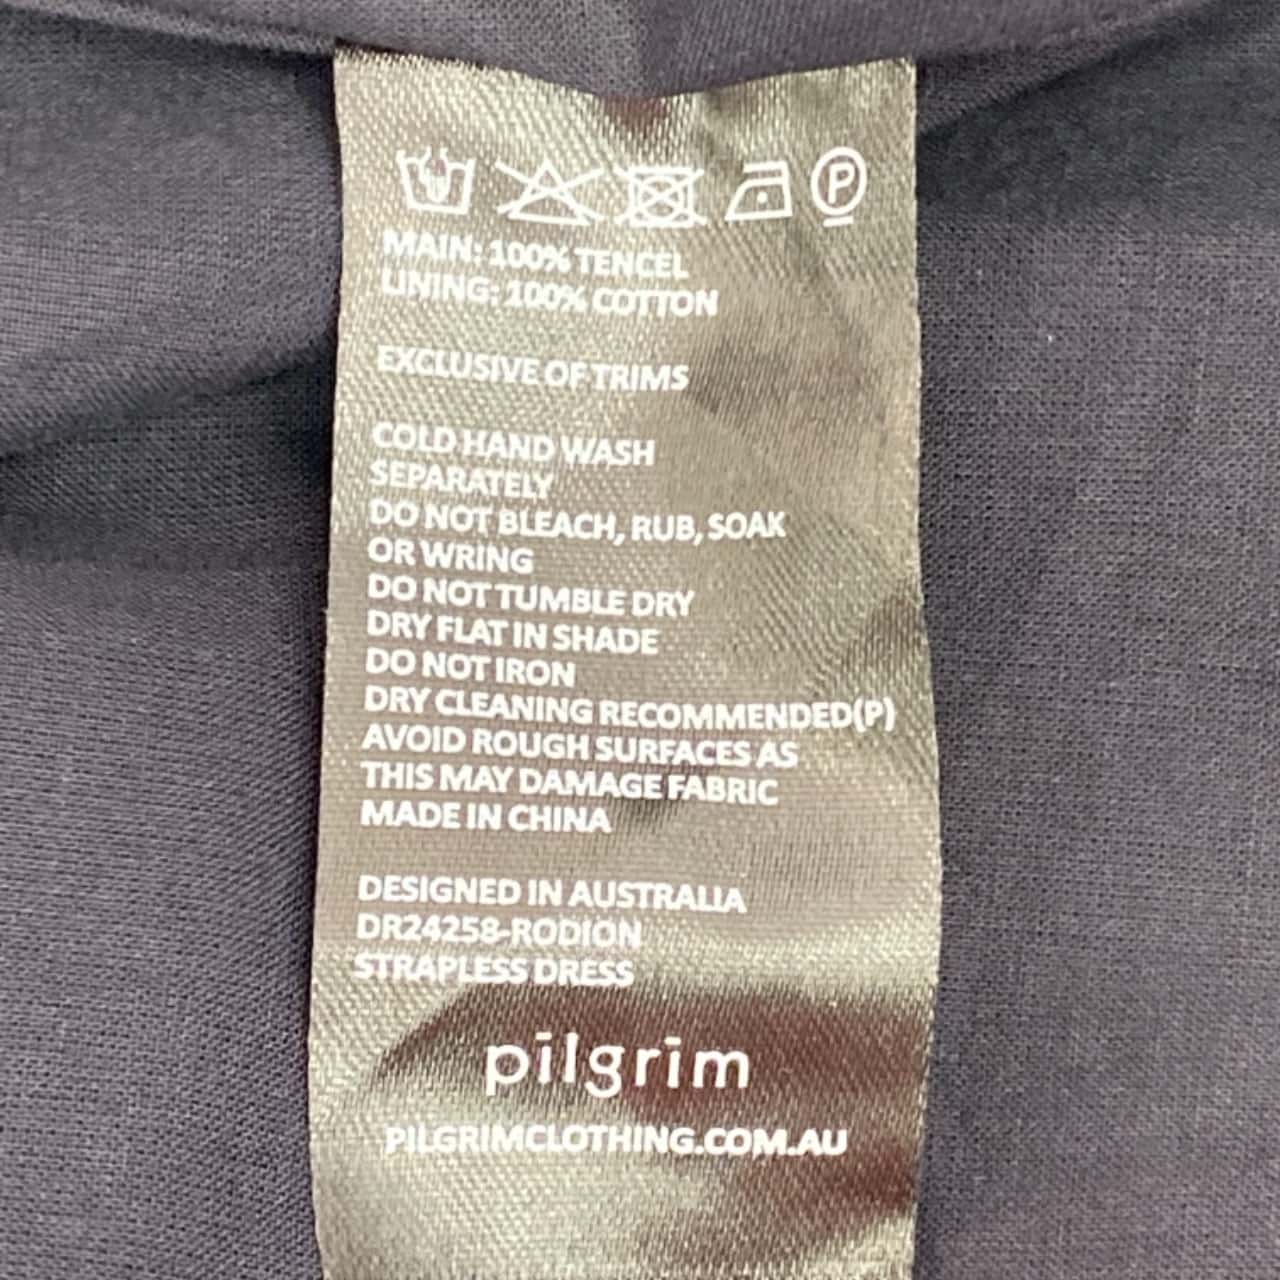 P
MAIN: 100% TENCEL
LINING: 100% COTTON
EXCLUSIVE OF TRIMS
COLD HAND WASH
SEPARATELY
DO NOT BLEACH, RUB, SOAK
OR WRING
DO NOT TUMBLE DRY
DRY FLAT IN SHADE
DO NOT IRON
DRY CLEANING RECOMMENDED(P)
AVOID ROUGH SURFACES AS
THIS MAY DAMAGE FABRIC
MADE IN CHINA
DESIGNED IN AUSTRALIA
DR24258-RODION
STRAPLESS DRESS
pilgrim
PILGRIMCLOTHING.COM.AU